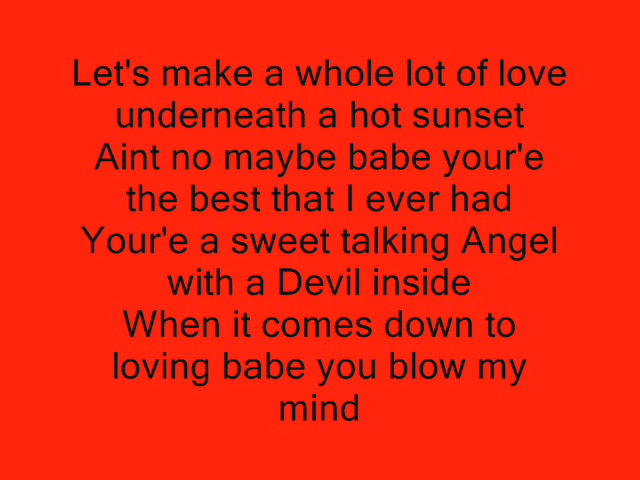 Let's make a whole lot of love
underneath a hot sunset
Aint no maybe babe your'e
the best that I ever had
Your'e a sweet talking Angel
with a Devil inside
When it comes down to
loving babe you blow my
mind